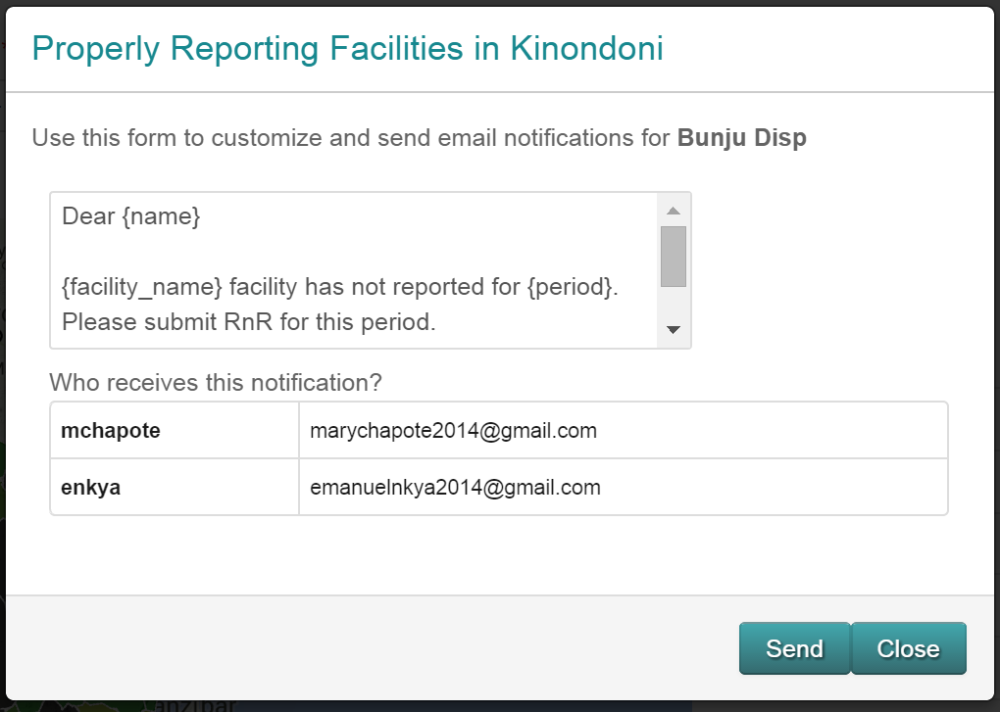 Properly Reporting Facilities in Kinondoni
Use this form to customize and send email notifications for Bunju Disp
Dear {name}
{facility_name} facility has not reported for {period}.
Please submit RnR for this period.
Who receives this notification?
mchapote marychapote2014@gmail.com
enkya emanuelnkya2014@gmail.com
Send Close